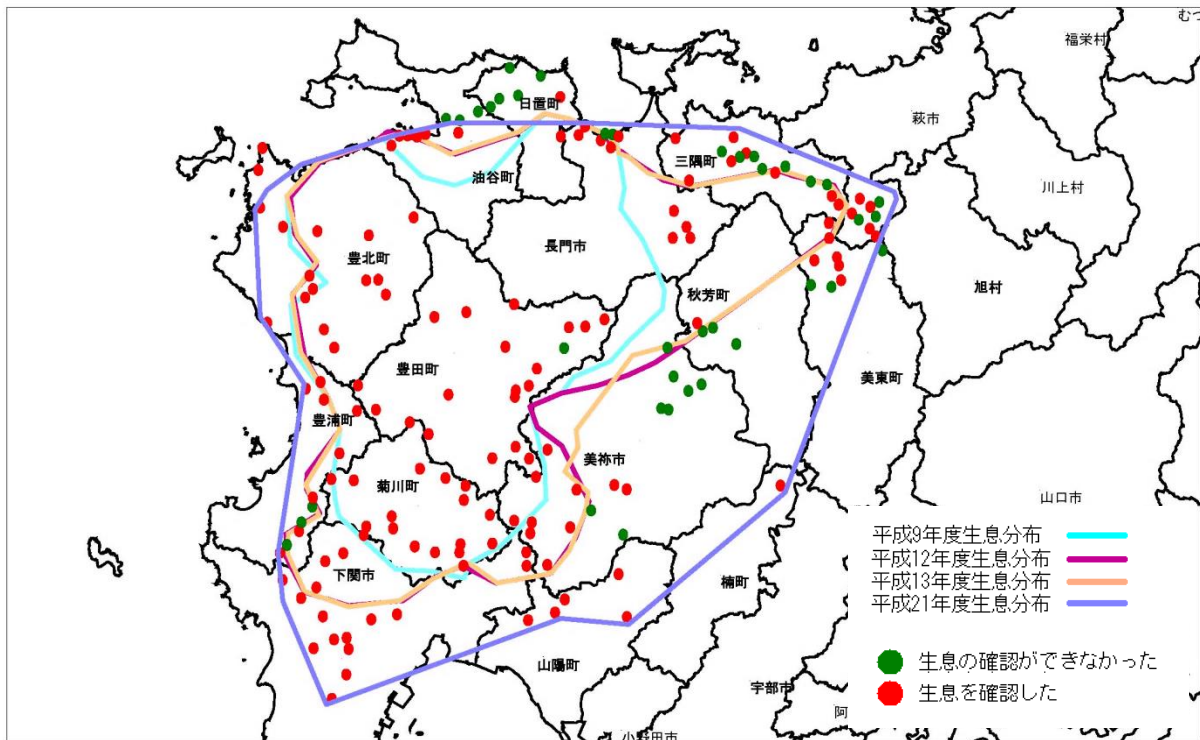 むつ
福栄村
日置町
萩市
三隅町
油谷町
川上村
長門市
豊北町
秋芳町
旭村
豊田町
美東町
豊浦町
美祢市
菊川町
山口市
平成9年度生息分布
平成12年度生息分布
下関市
平成13年度生息分布
楠町
平成21年度生息分布
山陽町
生息の確認ができなかった
宇部市
生息を確認した
阿
小野田市